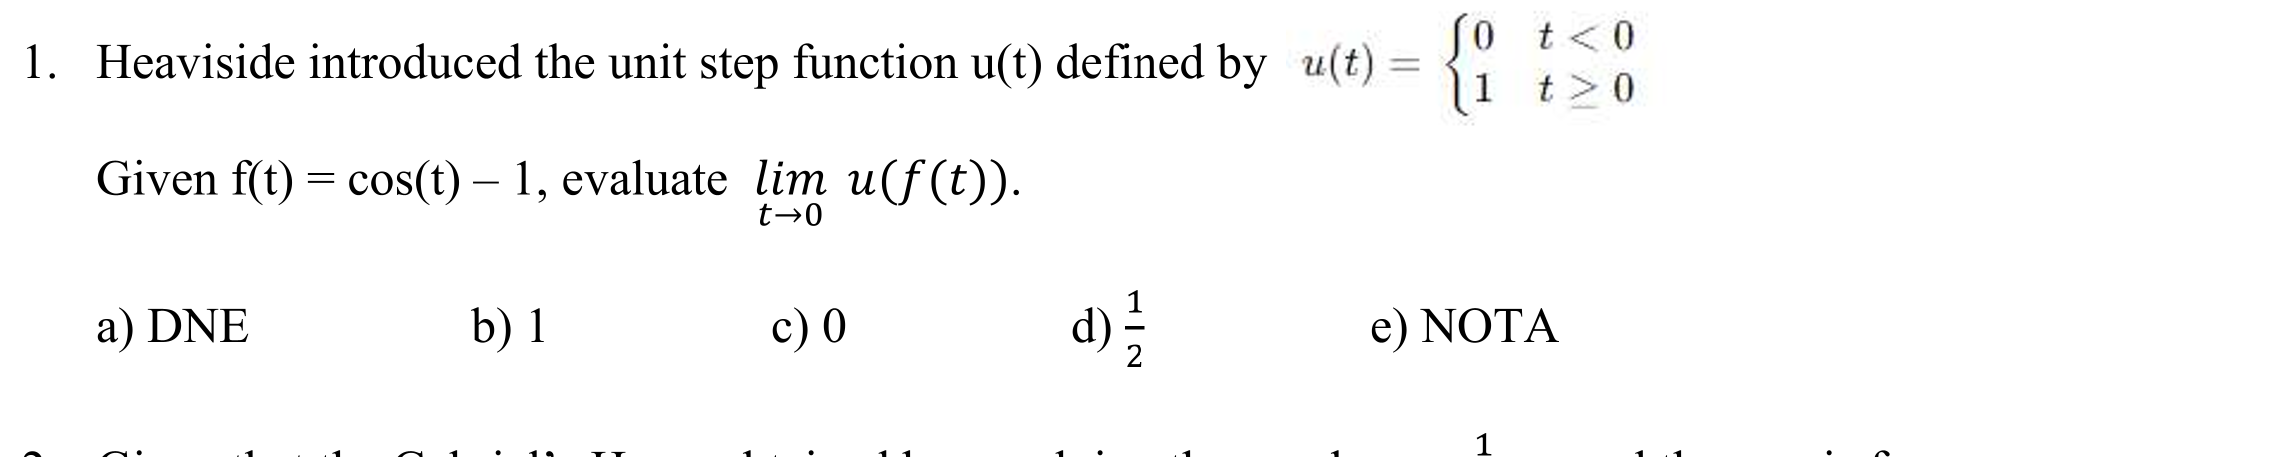 1. Heaviside introduced the unit step function u(t) defined by u(t) = {0 t < 0
1 t ≥ 0
Given f(t) = cos(t) – 1, evaluate lim t→0 u(f(t)).
a) DNE b) 1 c) 0 d) 1/2 e) NOTA